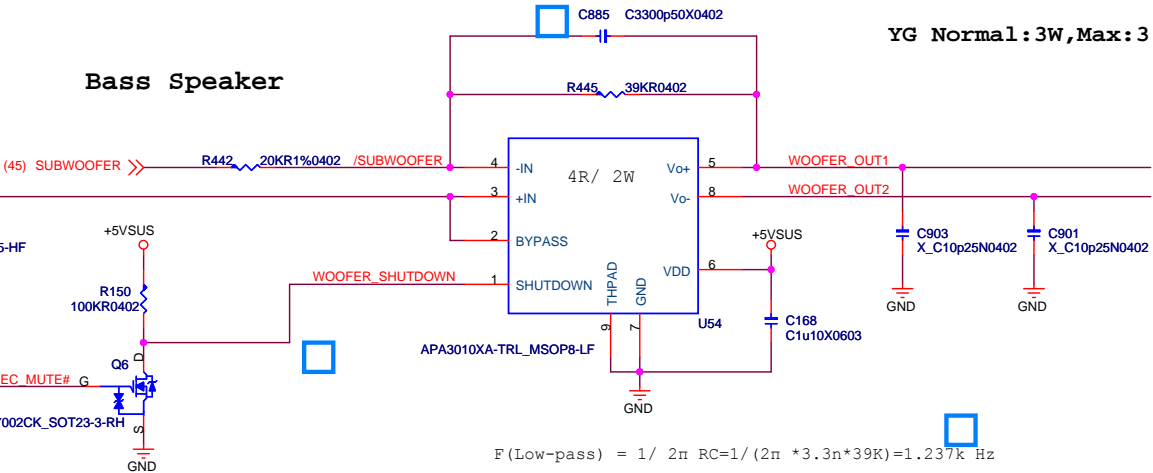 C885 C3300p50X0402
YG Normal:3W,Max:3
Bass Speaker
R445 39KR0402
(45) SUBWOOFER R442 20KR1%0402 /SUBWOOFER 4 -IN Vo+ 5 WOOFER_OUT1
4R/ 2W
3 +IN Vo- 8 WOOFER_OUT2
+5VSUS 2 BYPASS +5VSUS C903 C901
5-HF X_C10p25N0402 X_C10p25N0402
WOOFER_SHUTDOWN 1 SHUTDOWN VDD 6
R150 THPAD GND
100KR0402 GND GND
9 7 U54 C168
C1u10X0603
APA3010XA-TRL_MSOP8-LF
D
Q6
EC_MUTE# G
GND
7002CK_SOT23-3-RH
S
GND
F(Low-pass) = 1/ 2π RC=1/(2π *3.3n*39K)=1.237k Hz